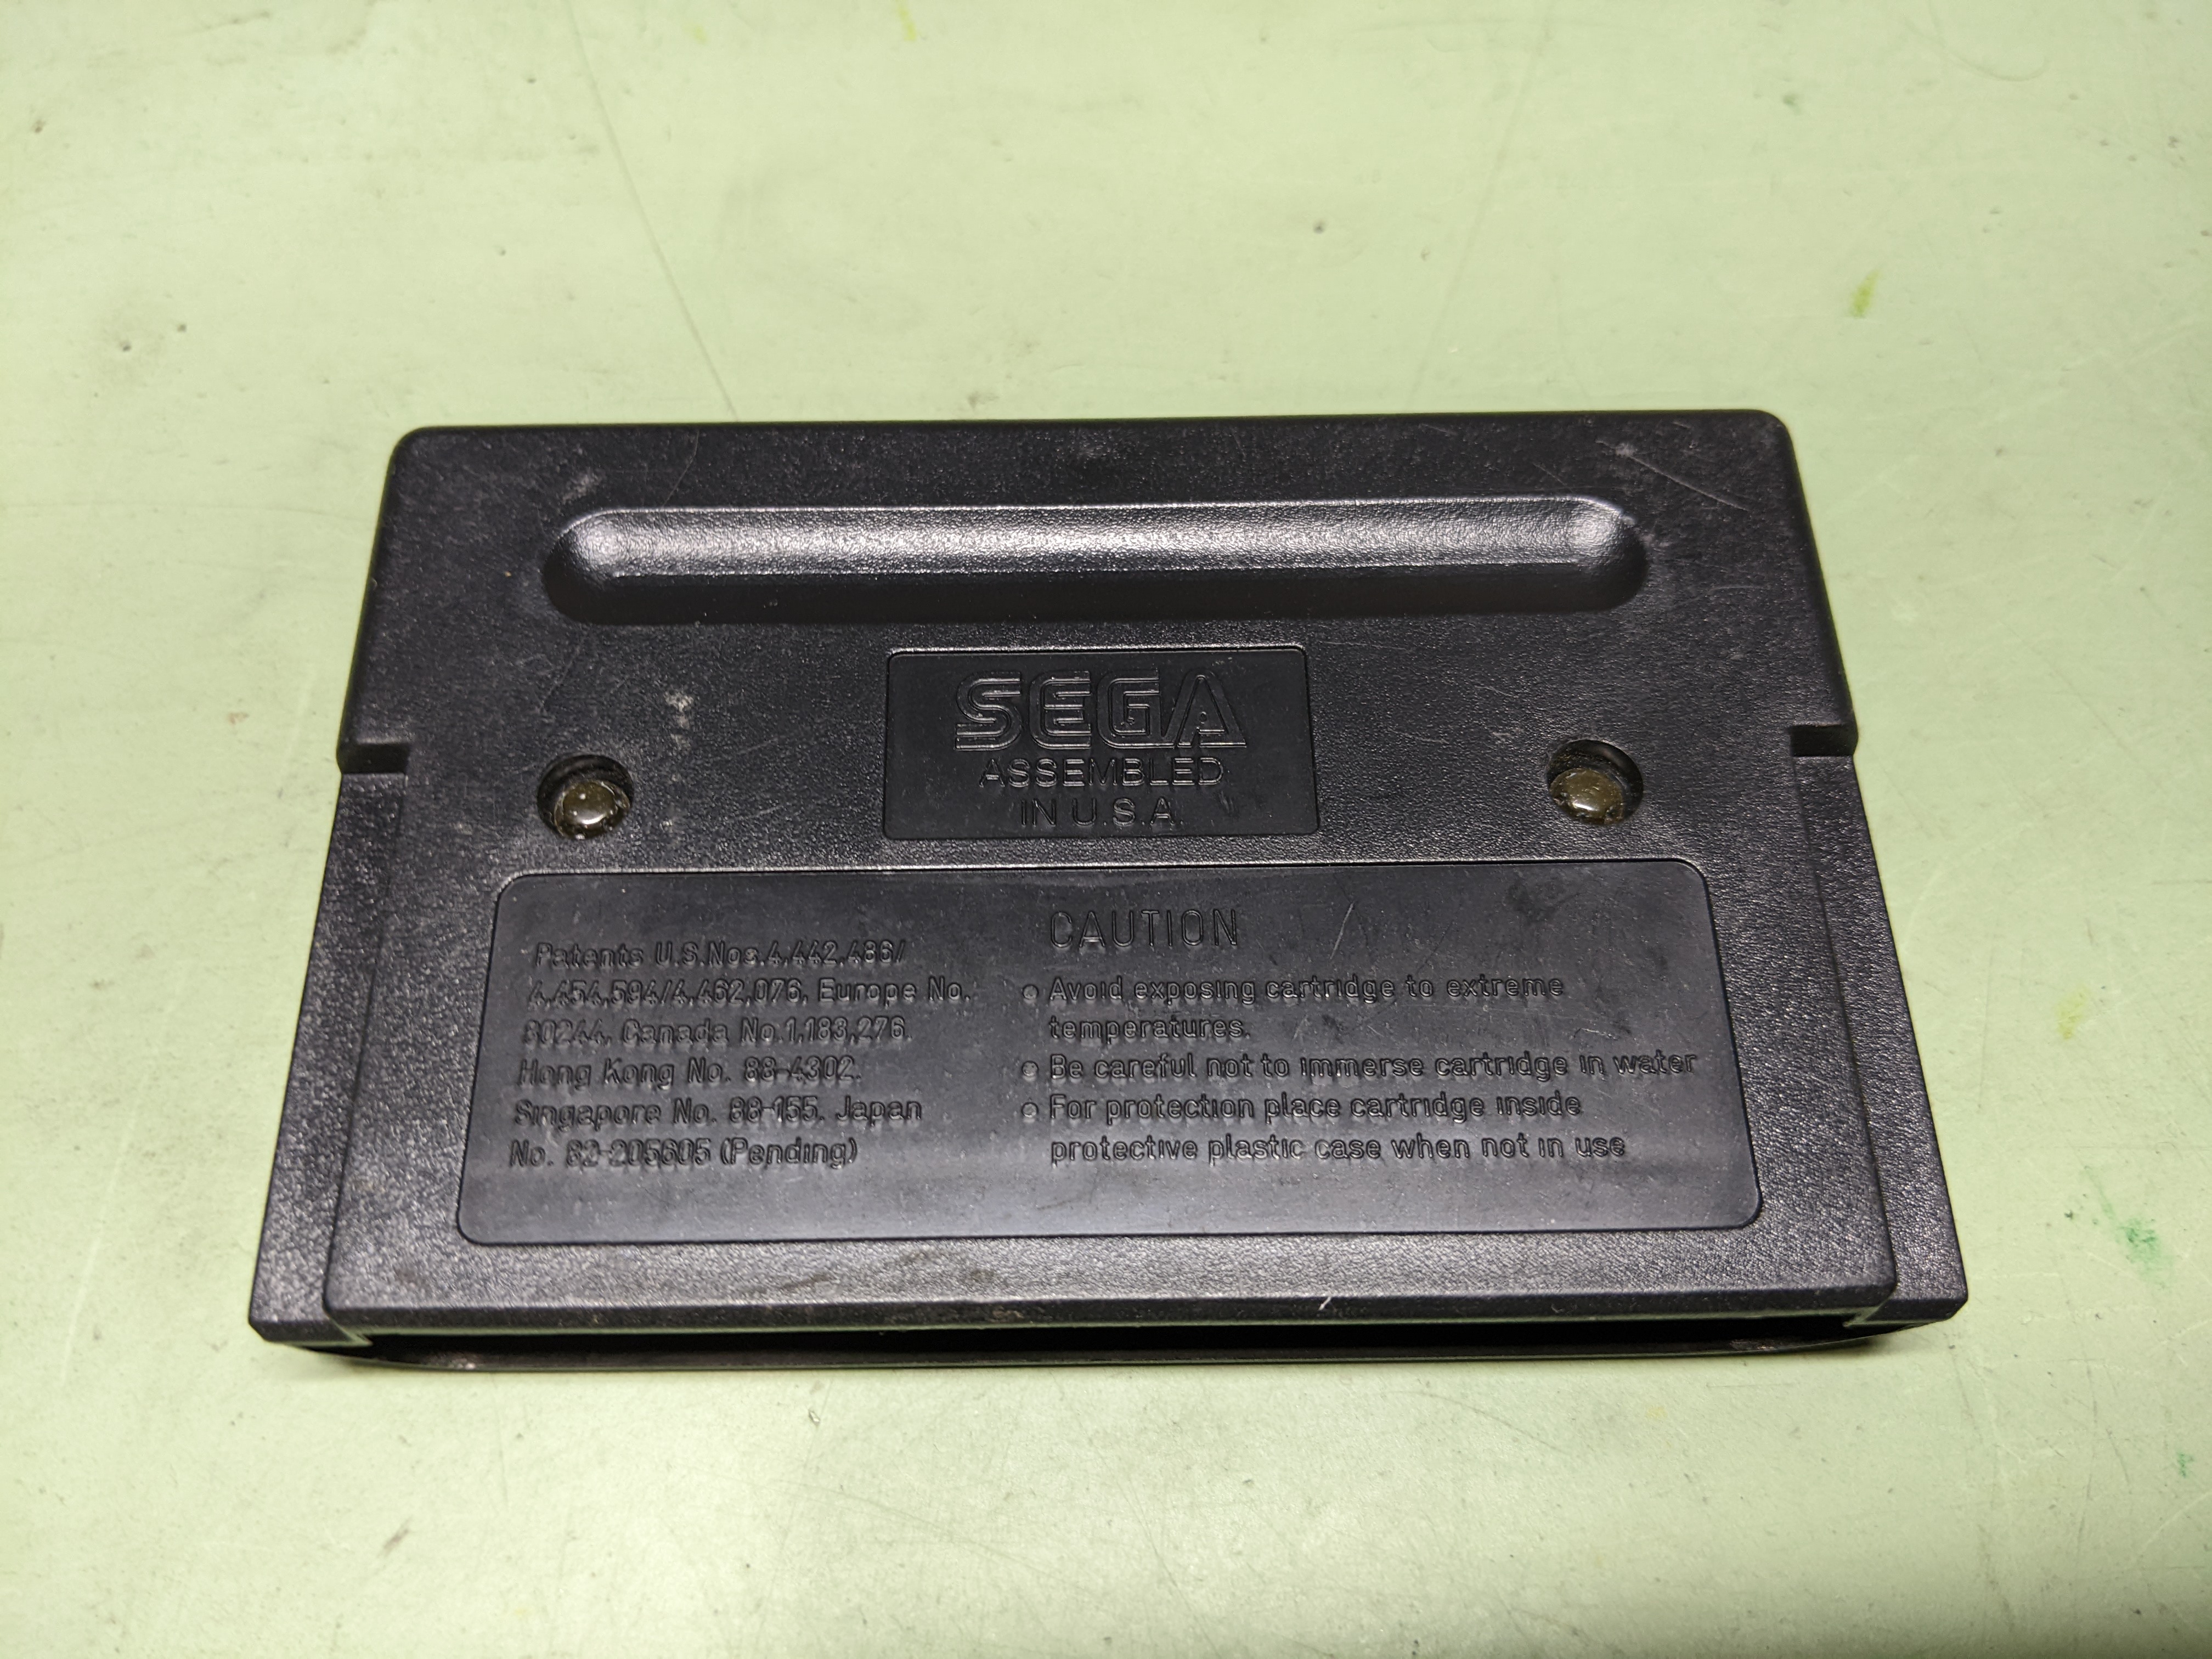 SEGA
ASSEMBLED
IN U.S.A.
Patents U.S.Nos.4,442,486/
4,454,594/4,462,076, Europe No.
80244, Canada No.1,183,276.
Hong Kong No. 88-4302.
Singapore No. 88-155. Japan
No. 82-205605 (Pending)
CAUTION
Avoid exposing cartridge to extreme
temperatures.
Be careful not to immerse cartridge in water
For protection place cartridge inside
protective plastic case when not in use